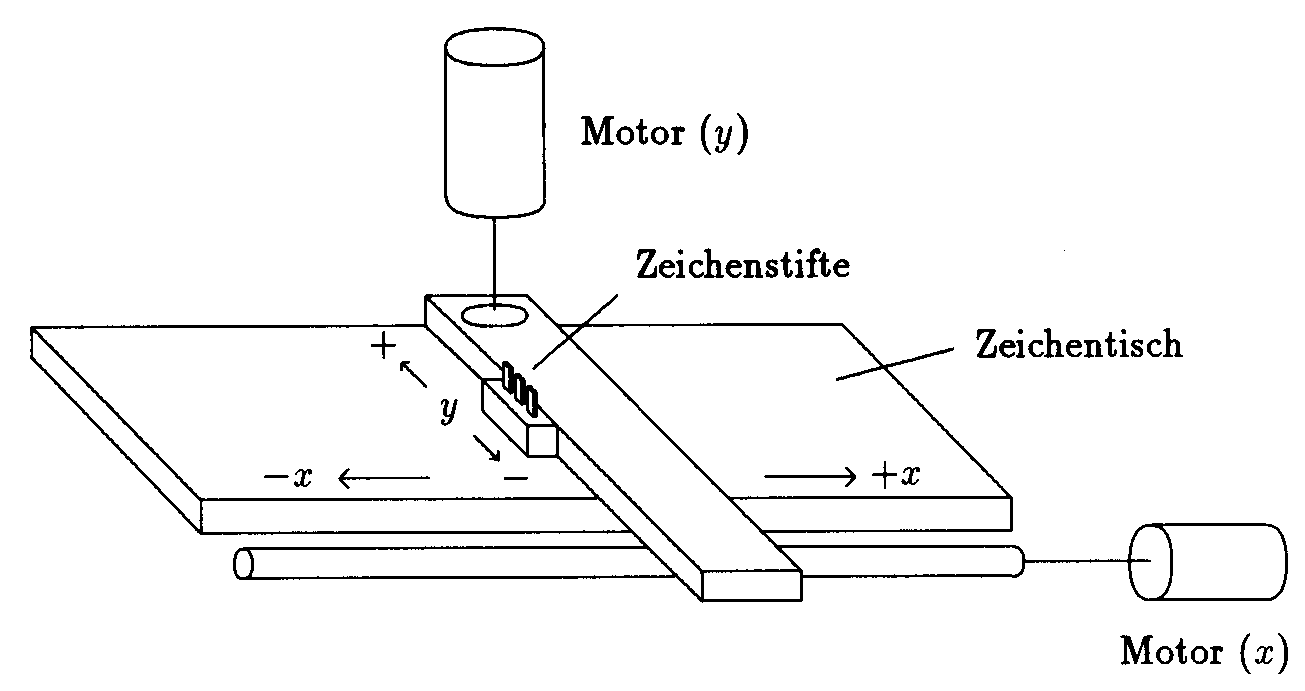 Motor (y)
Zeichenstifte
Zeichentisch
+
y
−
−x
+x
Motor (x)